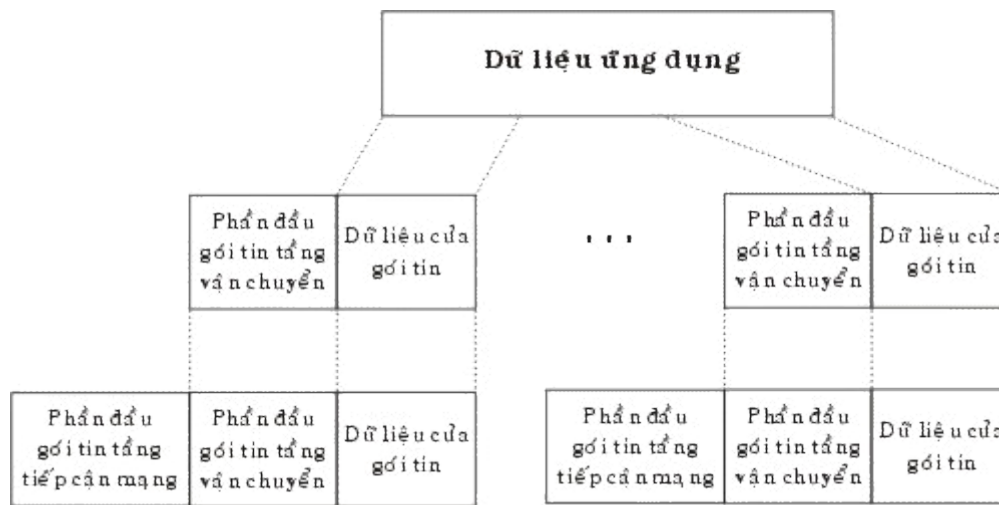 Dữ liệu ứng dụng
Phần đầu
gói tin tầng
vận chuyển
Dữ liệu của
gói tin
...
Phần đầu
gói tin tầng
vận chuyển
Dữ liệu của
gói tin
Phần đầu
gói tin tầng
tiếp cận mạng
Phần đầu
gói tin tầng
vận chuyển
Dữ liệu của
gói tin
Phần đầu
gói tin tầng
tiếp cận mạng
Phần đầu
gói tin tầng
vận chuyển
Dữ liệu của
gói tin